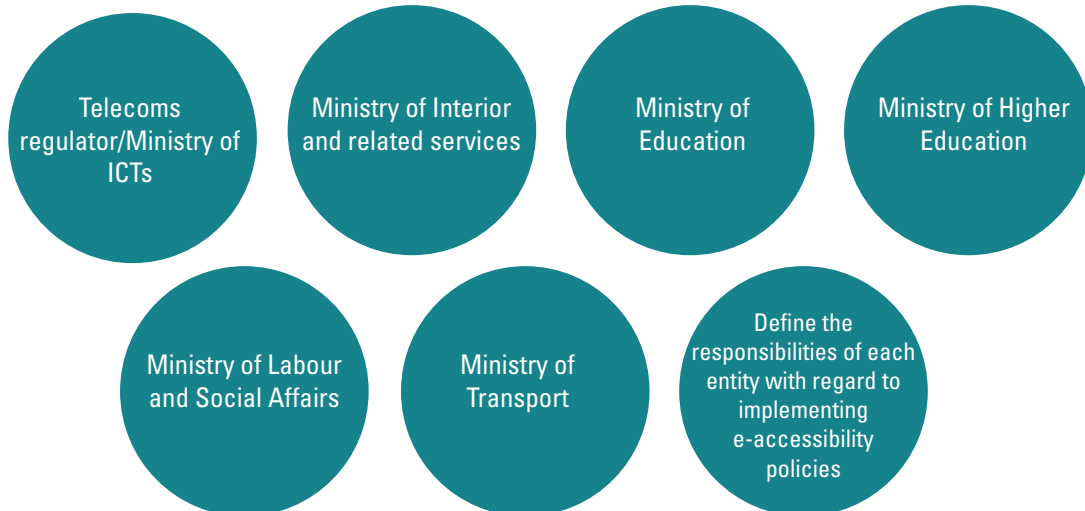 Telecoms
regulator/Ministry of
ICTs
Ministry of Interior
and related services
Ministry of
Education
Ministry of Higher
Education
Ministry of Labour
and Social Affairs
Ministry of
Transport
Define the
responsibilities of each
entity with regard to
implementing
e-accessibility
policies